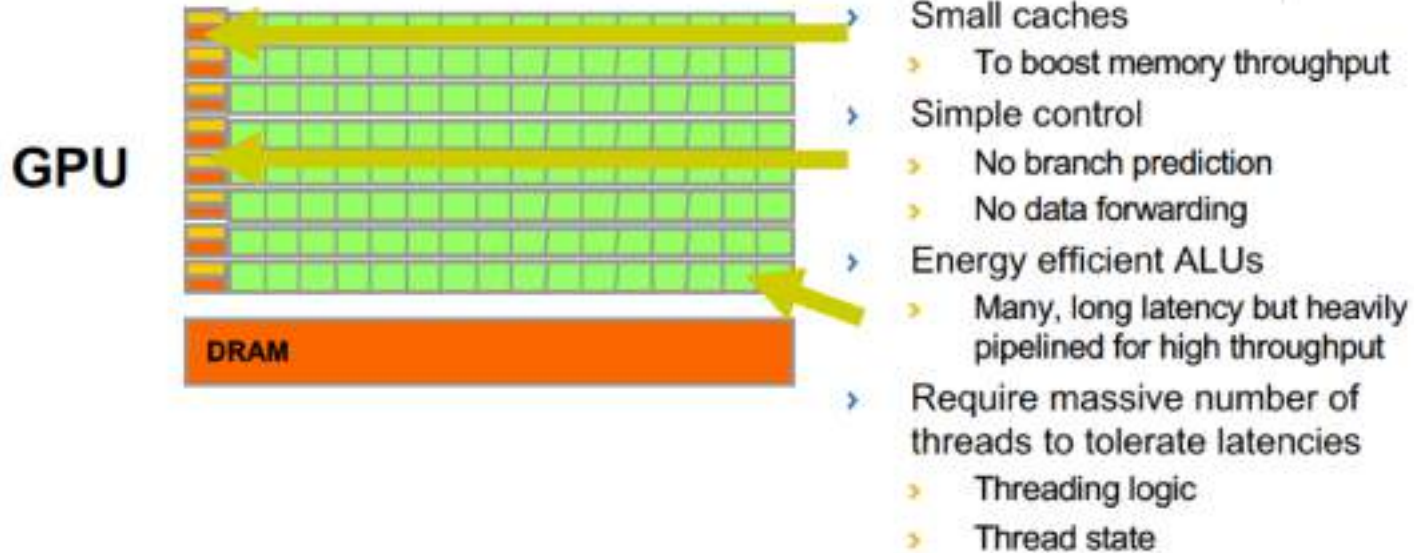 GPU
DRAM
Small caches
To boost memory throughput
Simple control
No branch prediction
No data forwarding
Energy efficient ALUs
Many, long latency but heavily
pipelined for high throughput
Require massive number of
threads to tolerate latencies
Threading logic
Thread state